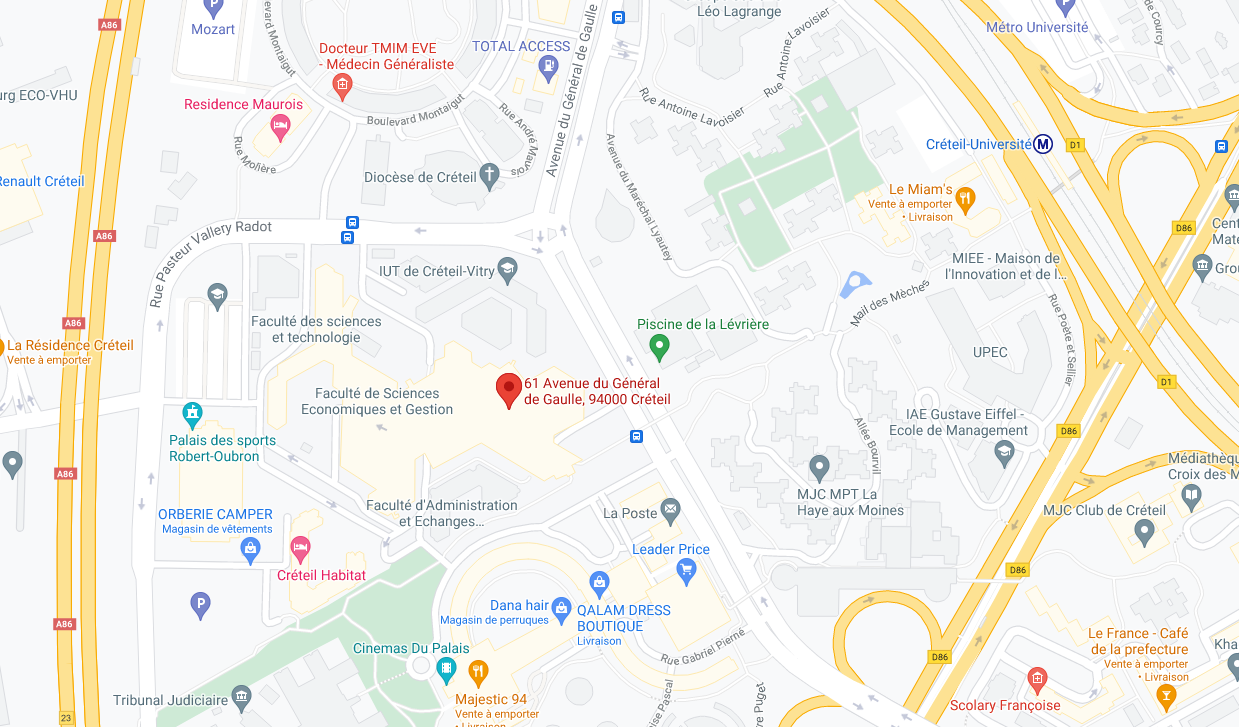 A86
Mozart
Boulevard Montaigut
Docteur TMIM EVE
- Médecin Généraliste
TOTAL ACCESS
Avenue du Général de Gaulle
Léo Lagrange
Rue Antoine Lavoisier
Métro Université
de Courcy
urg ECO-VHU
Residence Maurois
Boulevard Montaigut
Rue André Maurois
Rue Antoine Lavoisier
Rue Molière
Avenue du Maréchal Lyautey
Créteil-Université
M
D1
Renault Créteil
Diocèse de Créteil
Le Miam's
Vente à emporter
• Livraison
D86
Cent
Mate
A86
Rue Pasteur Vallery Radot
IUT de Créteil-Vitry
MIEE - Maison de
l'Innovation et de l...
Grou
Mail des Mèches
Rue Poète et Sellier
A86
Faculté des sciences
et technologie
Piscine de la Lévrière
La Résidence Créteil
Vente à emporter
UPEC
D1
61 Avenue du Général
de Gaulle, 94000 Créteil
Faculté de Sciences
Economiques et Gestion
IAE Gustave Eiffel -
Ecole de Management
D86
Allée Bourvil
Palais des sports
Robert-Oubron
A86
Médiathèqu
Croix des M
MJC MPT La
Haye aux Moines
MJC Club de Créteil
Faculté d'Administration
et Echanges...
La Poste
ORBERIE CAMPER
Magasin de vêtements
Leader Price
D86
Créteil Habitat
P
Dana hair
Magasin de perruques
QALAM DRESS
BOUTIQUE
Livraison
A86
Rue Gabriel Pierné
Cinemas Du Palais
D86
Le France - Café
de la prefecture
Vente à emporter
• Livraison
Kha
Tribunal Judiciaire
Majestic 94
Vente à emporter
• Livraison
Scolary Françoise
23